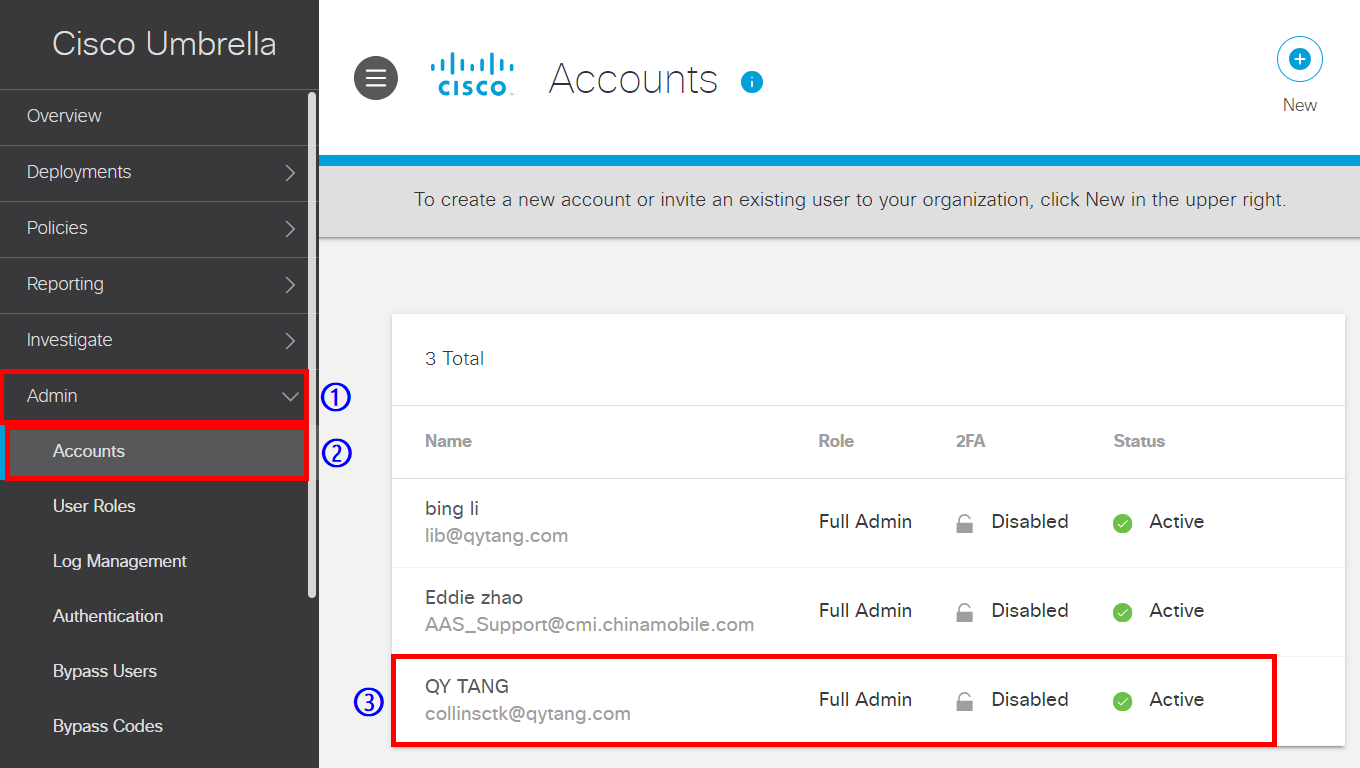 Cisco Umbrella
Overview
Deployments
Policies
Reporting
Investigate
Admin
①
Accounts
②
User Roles
Log Management
Authentication
Bypass Users
Bypass Codes
CISCO
Accounts
i
New
To create a new account or invite an existing user to your organization, click New in the upper right.
3 Total
Name Role 2FA Status
bing li
lib@qytang.com
Full Admin Disabled Active
Eddie zhao
AAS_Support@cmi.chinamobile.com
Full Admin Disabled Active
③
QY TANG
collinsctk@qytang.com
Full Admin Disabled Active